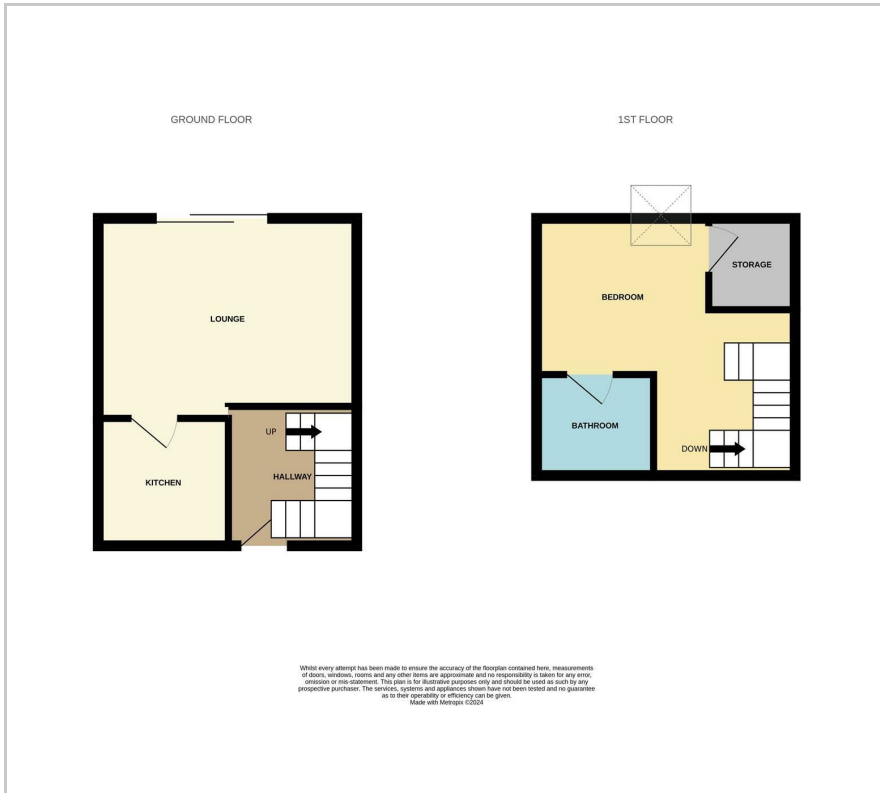 GROUND FLOOR
1ST FLOOR
LOUNGE
UP
KITCHEN
HALLWAY
STORAGE
BEDROOM
BATHROOM
DOWN
Whilst every attempt has been made to ensure the accuracy of the floorplan contained here, measurements
of doors, windows, rooms and any other items are approximate and no responsibility is taken for any error,
omission or mis-statement. This plan is for illustrative purposes only and should be used as such by any
prospective purchaser. The services, systems and appliances shown have not been tested and no guarantee
as to their operability or efficiency can be given.
Made with Metropix ©2024